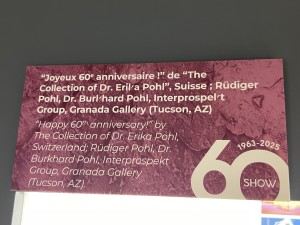 "Joyeux 60e anniversaire !" de "The
Collection of Dr. Erika Pohl", Suisse ; Rüdiger
Pohl, Dr. Burkhard Pohl, Interprospekt
Group, Granada Gallery (Tucson, AZ)
"Happy 60th anniversary!" by
The Collection of Dr. Erika Pohl,
Switzerland; Rüdiger Pohl, Dr.
Burkhard Pohl, Interprospekt
Group, Granada Gallery
(Tucson, AZ)
1963-2025
60
SHOW